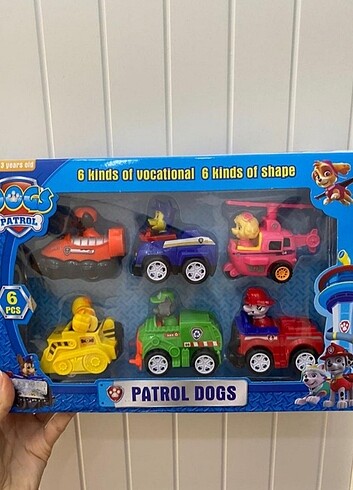 3 years old
6 kinds of vocational 6 kinds of shape
DOGS
PATROL
6
PCS
PATROL DOGS